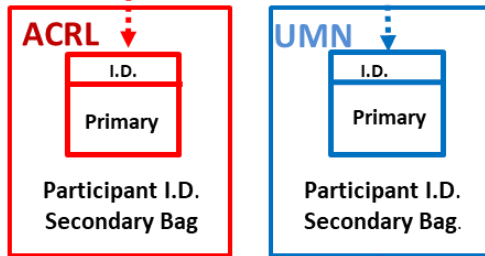 ACRL
I.D.
Primary
Participant I.D.
Secondary Bag
UMN
I.D.
Primary
Participant I.D.
Secondary Bag.